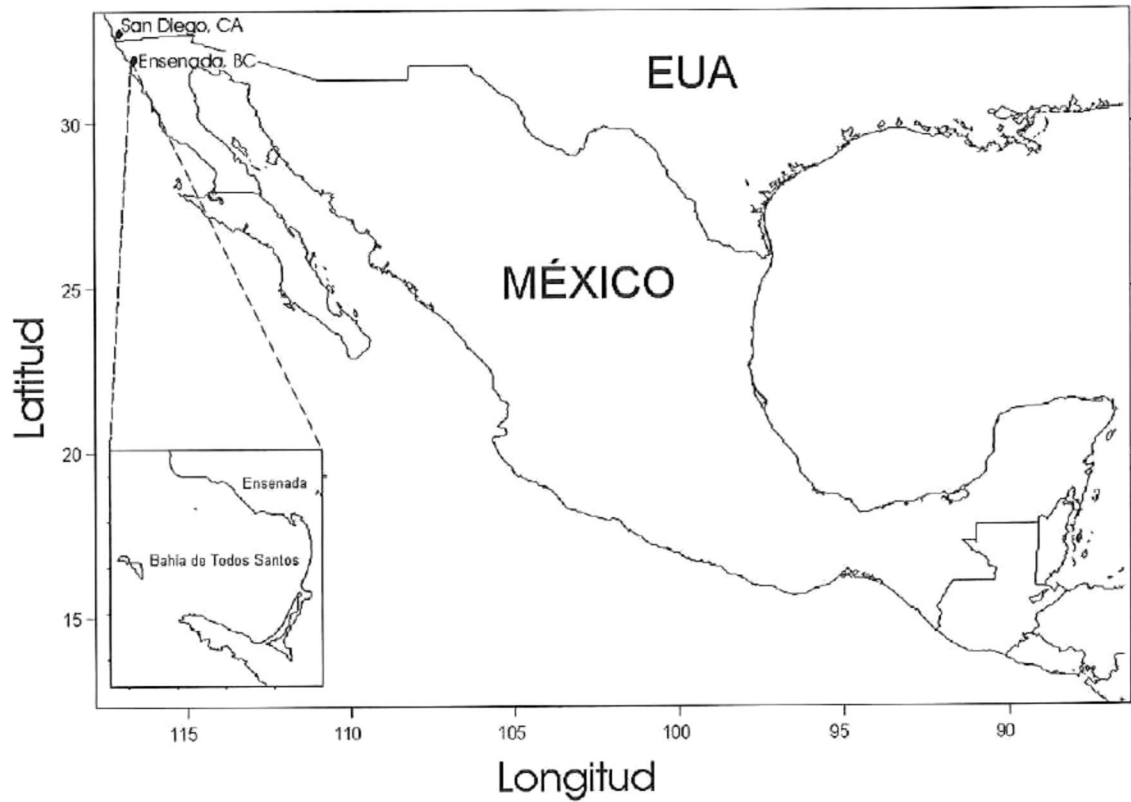 San Diego, CA
Ensenada, BC
EUA
MÉXICO
Ensenada
Bahía de Todos Santos
Latitud
30
25
20
15
115
110
105
100
95
90
Longitud